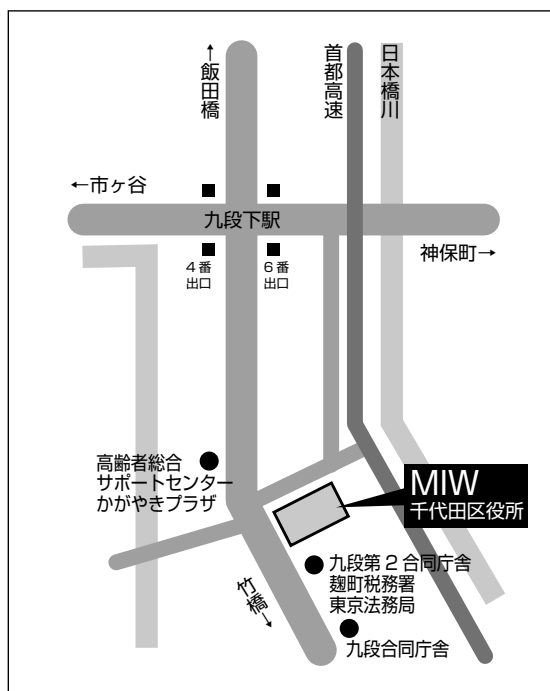 ↑飯田橋
首都高速
日本橋川
←市ヶ谷
九段下駅
神保町→
4番
出口
6番
出口
高齢者総合
サポートセンター
かがやきプラザ
MIW
千代田区役所
九段第2合同庁舎
麹町税務署
東京法務局
竹橋→
九段合同庁舎